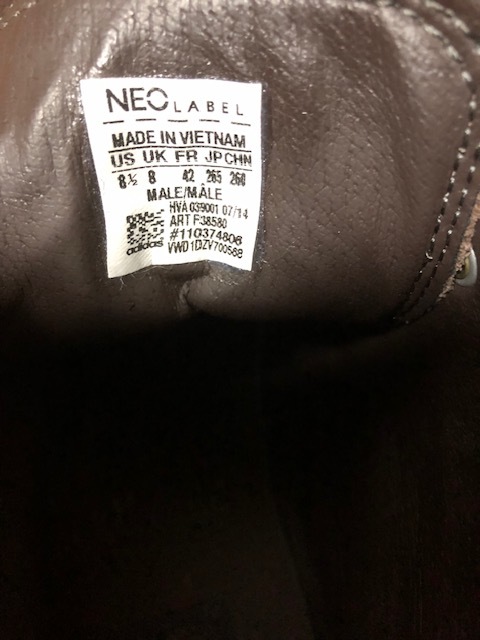 NEO LABEL
MADE IN VIETNAM
US UK FR JP CHN
8½ 8 42 265 260
MALE/MÂLE
HVA 039001 07/14
ART F38580
#110374806
adidas VWD1DZV700568